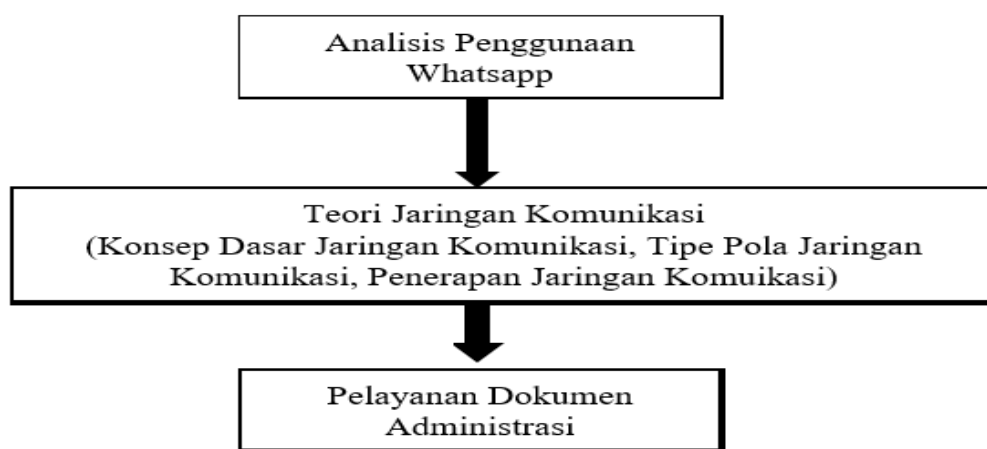 Analisis Penggunaan
Whatsapp
Teori Jaringan Komunikasi
(Konsep Dasar Jaringan Komunikasi, Tipe Pola Jaringan
Komunikasi, Penerapan Jaringan Komuikasi)
Pelayanan Dokumen
Administrasi